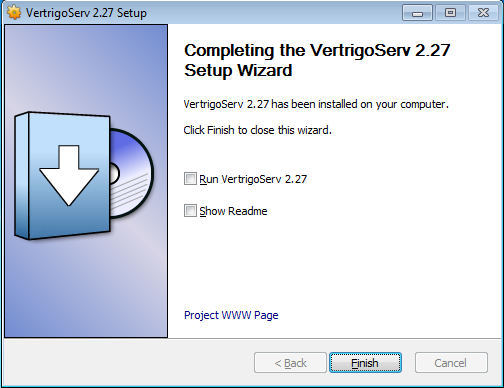 VertrigoServ 2.27 Setup
Completing the VertrigoServ 2.27
Setup Wizard
VertrigoServ 2.27 has been installed on your computer.
Click Finish to close this wizard.
Run VertrigoServ 2.27
Show Readme
Project WWW Page
< Back Finish Cancel